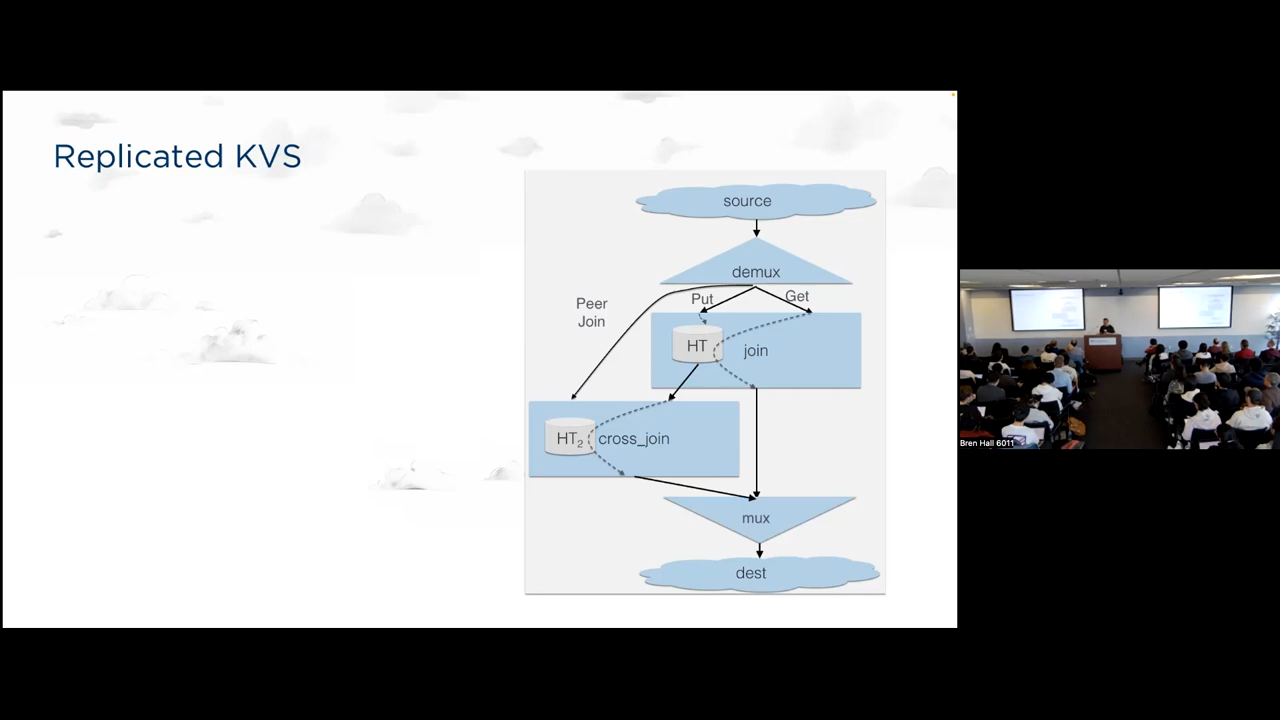 Replicated KVS
source
demux
Peer
Join
Put
Get
HT
join
HT₂
cross_join
mux
dest
Bren Hall 6011